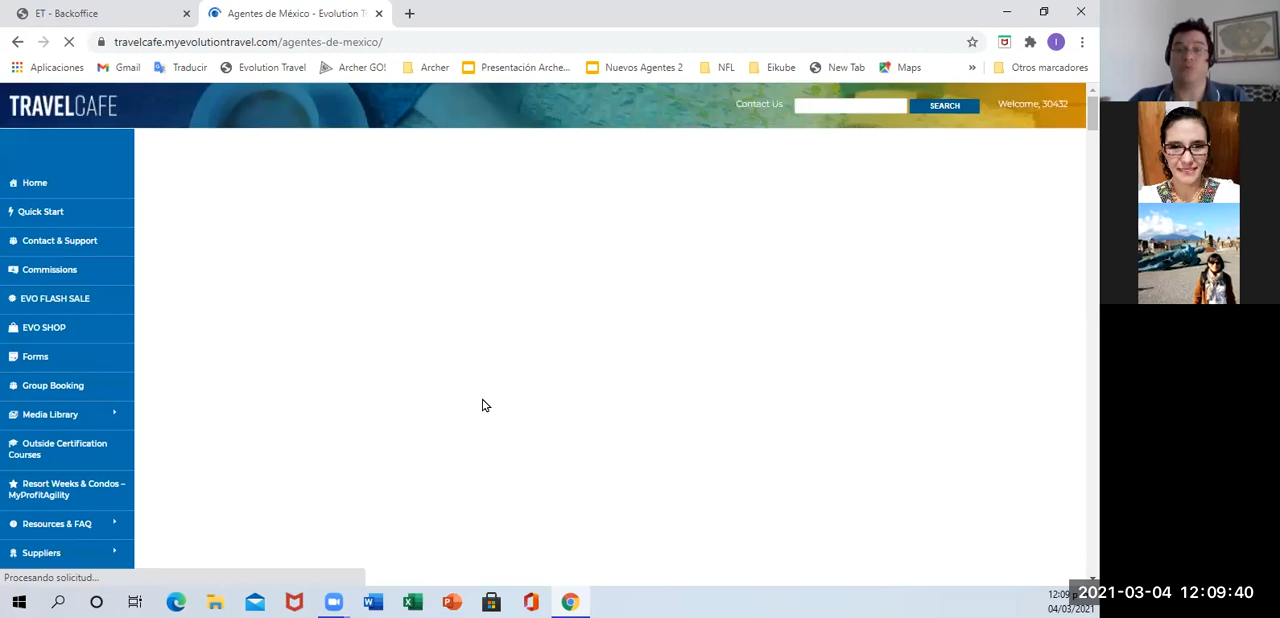 ET - Backoffice
Agentes de México - Evolution T
travelcafe.myevolutiontravel.com/agentes-de-mexico/
Aplicaciones Gmail Traducir Evolution Travel Archer GO! Archer Presentación Arche... Nuevos Agentes 2 NFL Eikube New Tab Maps » Otros marcadores
TRAVELCAFE
Contact Us
SEARCH
Welcome, 30432
Home
Quick Start
Contact & Support
Commissions
EVO FLASH SALE
EVO SHOP
Forms
Group Booking
Media Library
Outside Certification
Courses
Resort Weeks & Condos –
MyProfitAgility
Resources & FAQ
Suppliers
Procesando solicitud...
12:09 p
04/03/2021
2021-03-04 12:09:40